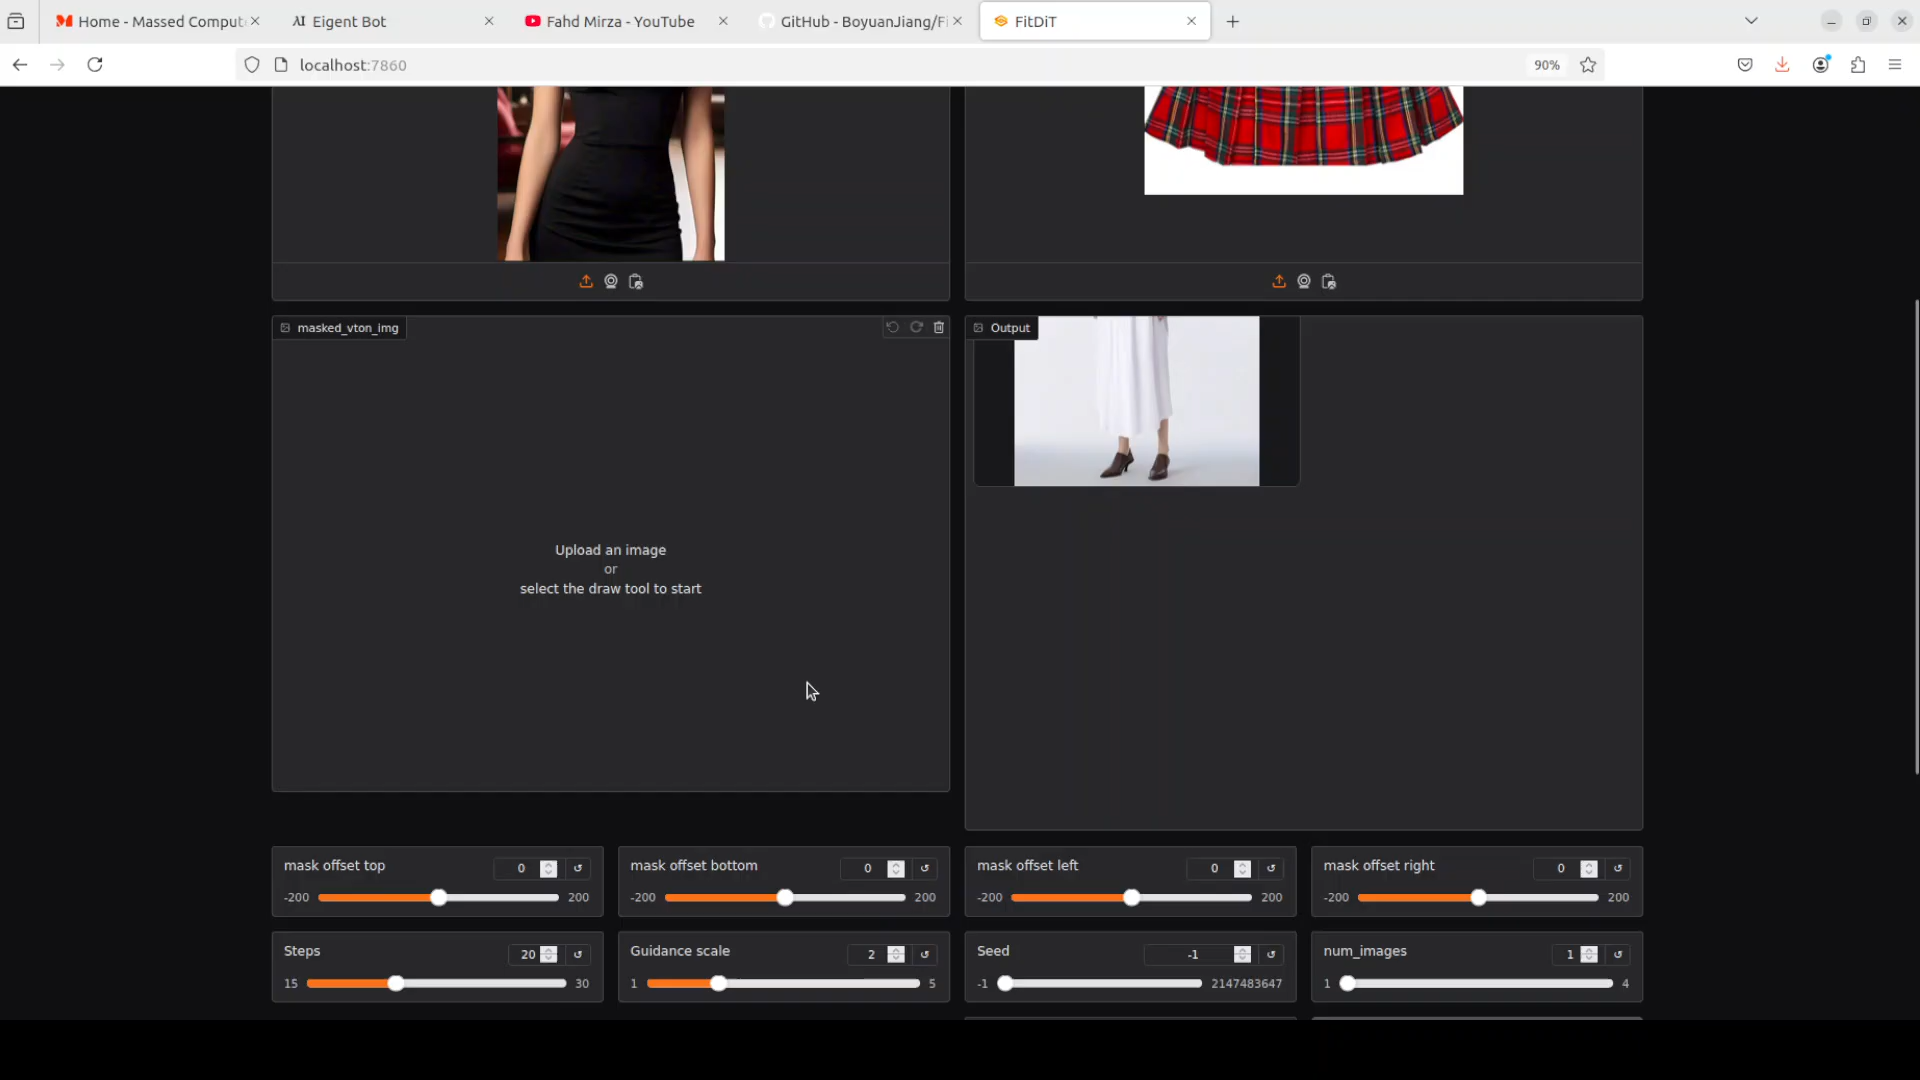 Home - Massed Comput
Eigent Bot
Fahd Mirza - YouTube
GitHub - BoyuanJiang/Fi
FitDiT
localhost:7860
90%
masked_vton_img
Output
Upload an image
or
select the draw tool to start
mask offset top
0
-200
200
mask offset bottom
0
-200
200
mask offset left
0
-200
200
mask offset right
0
-200
200
Steps
20
15
30
Guidance scale
2
1
5
Seed
-1
-1
2147483647
num_images
1
1
4